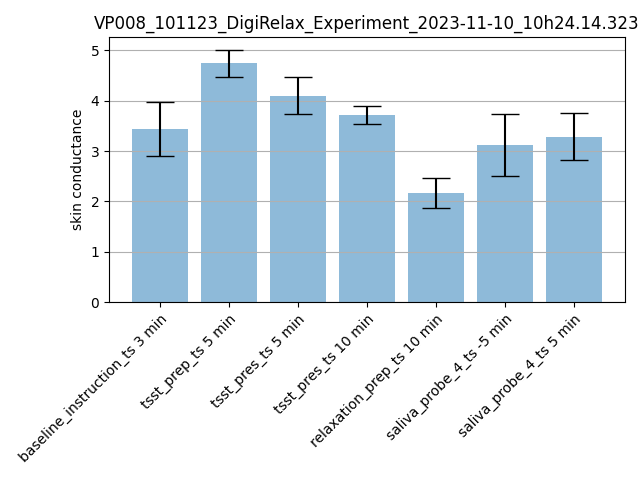 VP008_101123_DigiRelax_Experiment_2023-11-10_10h24.14.323
skin conductance
5
4
3
2
1
0
baseline_instruction_ts 3 min
tsst_prep_ts 5 min
tsst_pres_ts 5 min
tsst_pres_ts 10 min
relaxation_prep_ts 10 min
saliva_probe_4_ts -5 min
saliva_probe_4_ts 5 min